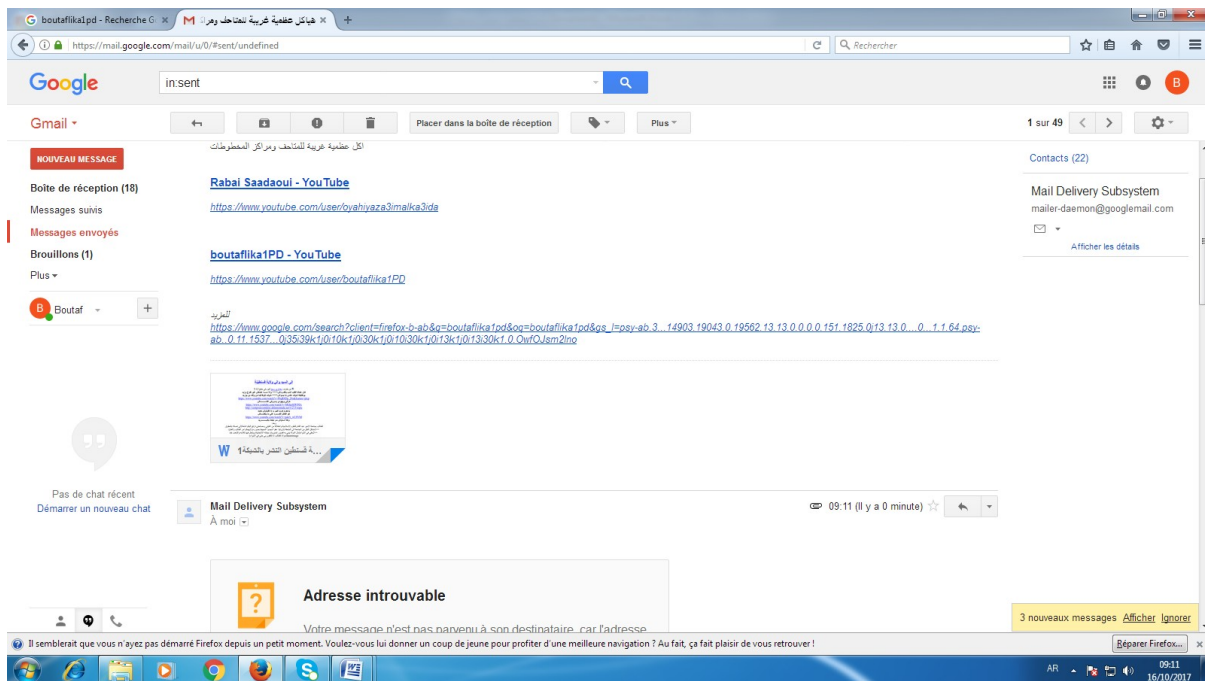 boutaflika1pd - Recherche G
هياكل عظمية غريبة للمتاحف ومرا
https://mail.google.com/mail/u/0/#sent/undefined
Rechercher
Google
in:sent
B
Gmail
Placer dans la boîte de réception
Plus
1 sur 49
NOUVEAU MESSAGE
Boîte de réception (18)
Messages suivis
Messages envoyés
Brouillons (1)
Plus
B Boutaf
اكل عظمية غريبة للمتاحف ومراكز المخطوطات
Rabai Saadaoui - YouTube
https://www.youtube.com/user/oyahiyaza3imalka3ida
boutaflika1PD - YouTube
https://www.youtube.com/user/boutaflika1PD
للمزيد
https://www.google.com/search?client=firefox-b-ab&q=boutaflika1pd&oq=boutaflika1pd&gs_l=psy-ab.3...14903.19043.0.19562.13.13.0.0.0.0.151.1825.0j13.13.0....0...1.1.64.psy-
ab..0.11.1537...0j35i39k1j0i10k1j0i30k1j0i10i30k1j0i13k1j0i13i30k1.0.OwfOJsm2lno
W
ة قسنطين النشر بالشبكة1...
Contacts (22)
Mail Delivery Subsystem
mailer-daemon@googlemail.com
Afficher les détails
Pas de chat récent
Démarrer un nouveau chat
Mail Delivery Subsystem
À moi
09:11 (Il y a 0 minute)
Adresse introuvable
Votre message n'est pas parvenu à son destinataire, car l'adresse
3 nouveaux messages Afficher Ignorer
Il semblerait que vous n'ayez pas démarré Firefox depuis un petit moment. Voulez-vous lui donner un coup de jeune pour profiter d'une meilleure navigation ? Au fait, ça fait plaisir de vous retrouver !
Réparer Firefox...
AR
09:11
16/10/2017